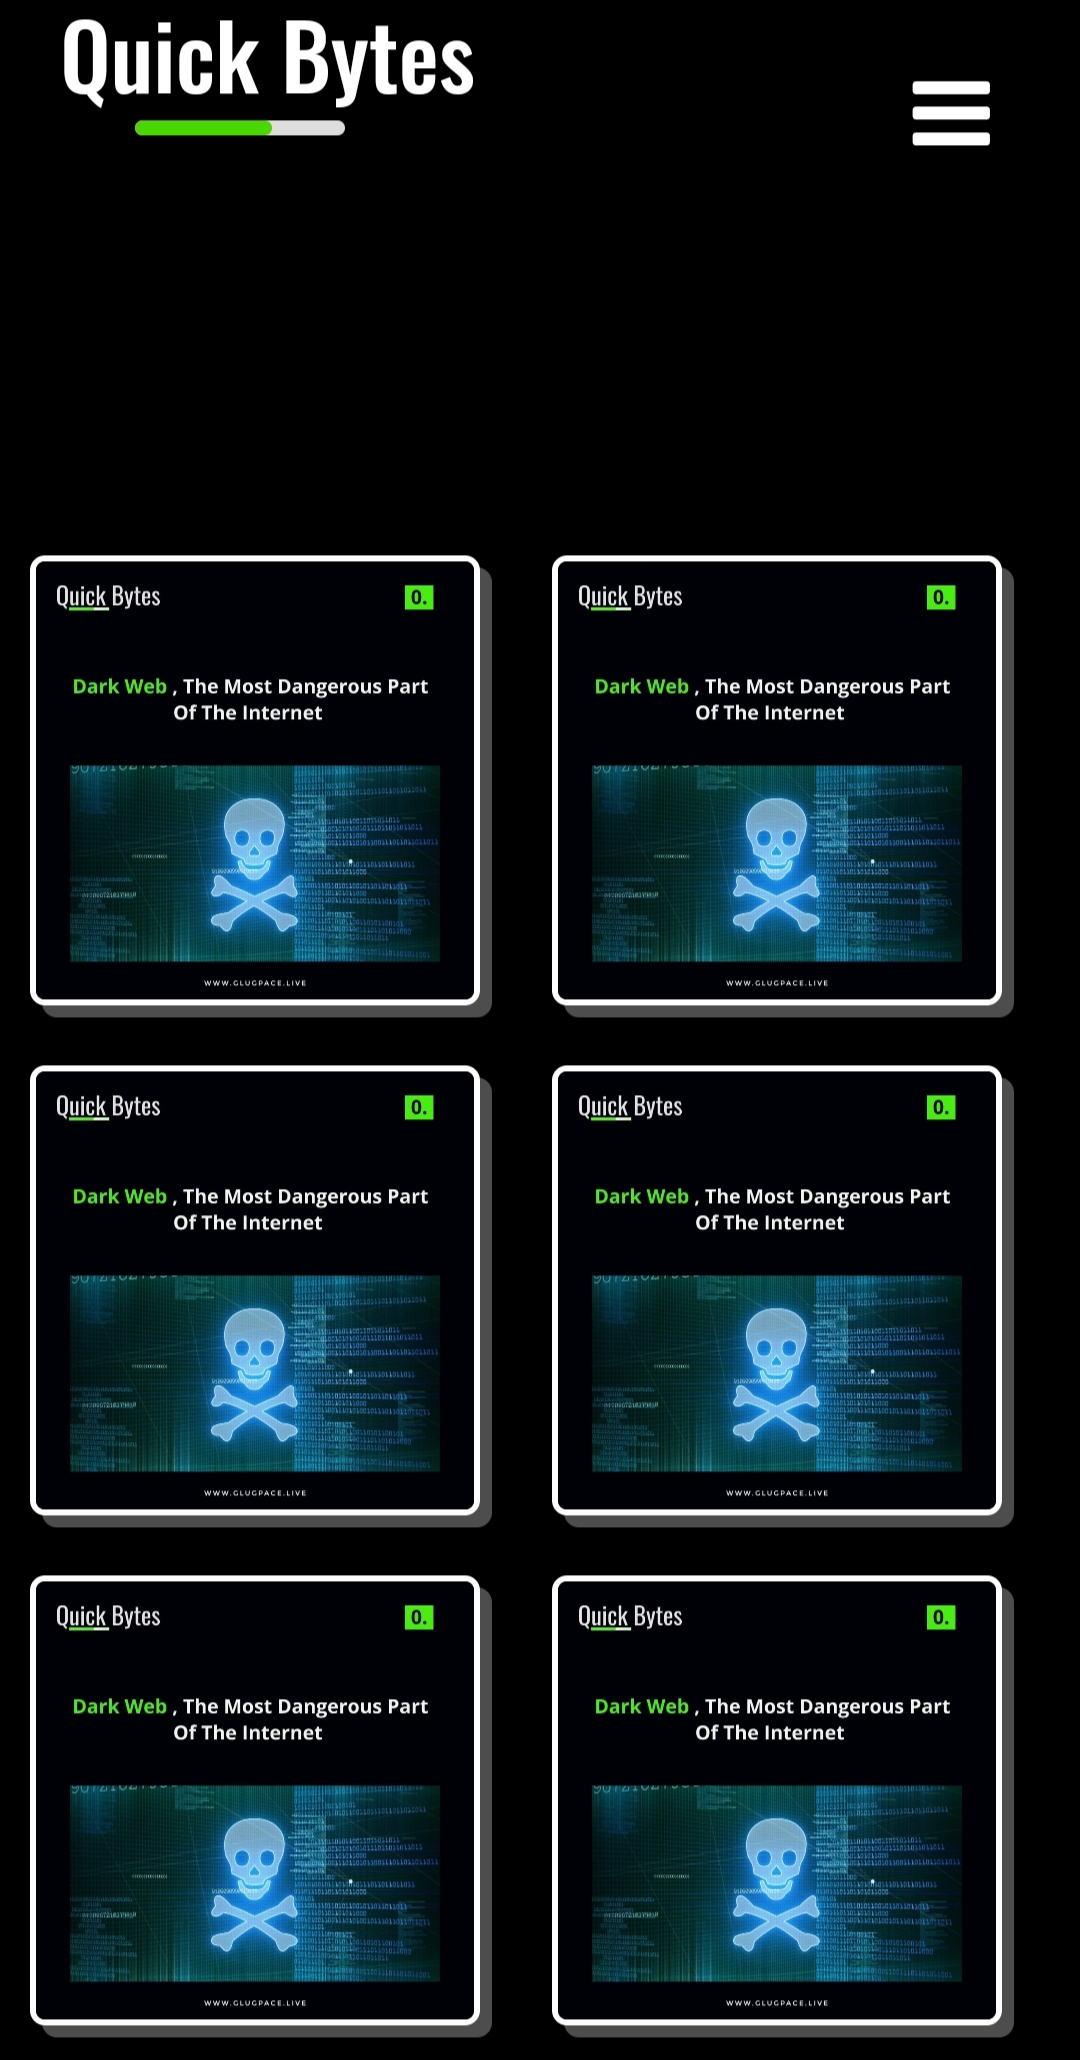 Quick Bytes
Quick Bytes 0.
Dark Web , The Most Dangerous Part
Of The Internet
WWW.GLUGPACE.LIVE
Quick Bytes 0.
Dark Web , The Most Dangerous Part
Of The Internet
WWW.GLUGPACE.LIVE
Quick Bytes 0.
Dark Web , The Most Dangerous Part
Of The Internet
WWW.GLUGPACE.LIVE
Quick Bytes 0.
Dark Web , The Most Dangerous Part
Of The Internet
WWW.GLUGPACE.LIVE
Quick Bytes 0.
Dark Web , The Most Dangerous Part
Of The Internet
WWW.GLUGPACE.LIVE
Quick Bytes 0.
Dark Web , The Most Dangerous Part
Of The Internet
WWW.GLUGPACE.LIVE